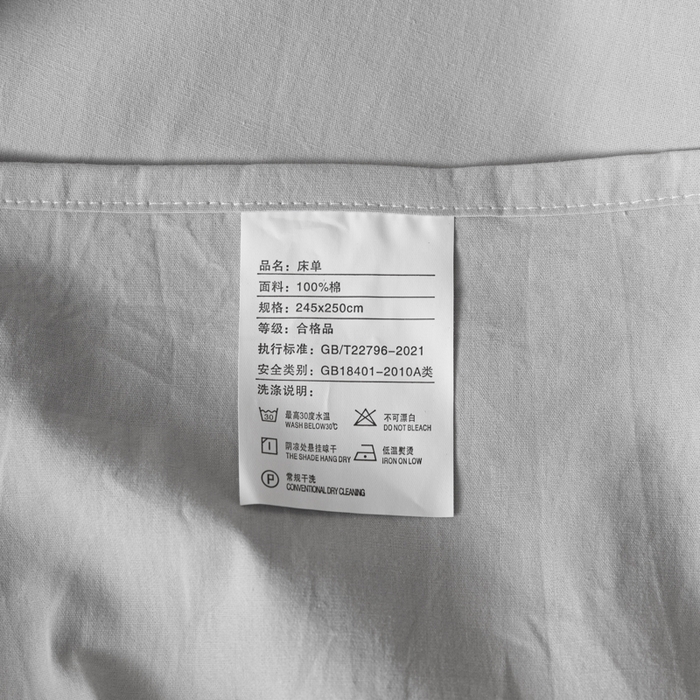 品名：床单
面料：100%棉
规格：245x250cm
等级：合格品
执行标准：GB/T22796-2021
安全类别：GB18401-2010A类
洗涤说明：
30 最高30度水温 不可漂白
WASH BELOW30℃ DO NOT BLEACH
阴凉处悬挂晾干 低温熨烫
THE SHADE HANG DRY IRON ON LOW
P 常规干洗
CONVENTIONAL DRY CLEANING